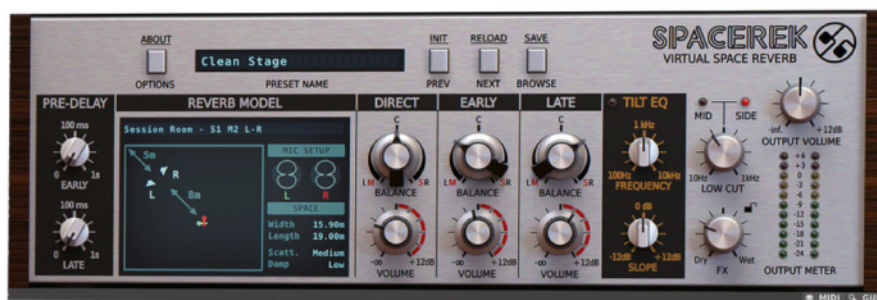 ABOUT
OPTIONS
Clean Stage
PRESET NAME
INIT
PREV
RELOAD
NEXT
SAVE
BROWSE
SPACEREK
VIRTUAL SPACE REVERB
PRE-DELAY
100 ms
0 1s
EARLY
100 ms
0 1s
LATE
REVERB MODEL
Session Room - S1 M2 L-R
5m
R
L
8m
MIC SETUP
L R
SPACE
Width 15.90m
Length 19.00m
Scatt. Medium
Damp Low
DIRECT
C
LM SR
BALANCE
-∞ +12dB
VOLUME
EARLY
C
LM SR
BALANCE
-∞ +12dB
VOLUME
LATE
C
LM SR
BALANCE
-∞ +12dB
VOLUME
TILT EQ
1 kHz
100Hz 10kHz
FREQUENCY
0 dB
-12dB +12dB
SLOPE
MID SIDE
10Hz 1kHz
LOW CUT
Dry Wet
FX
-inf. +12dB
OUTPUT VOLUME
+6
+3
0
-3
-6
-9
-12
-15
-18
-21
-24
OUTPUT METER
MIDI